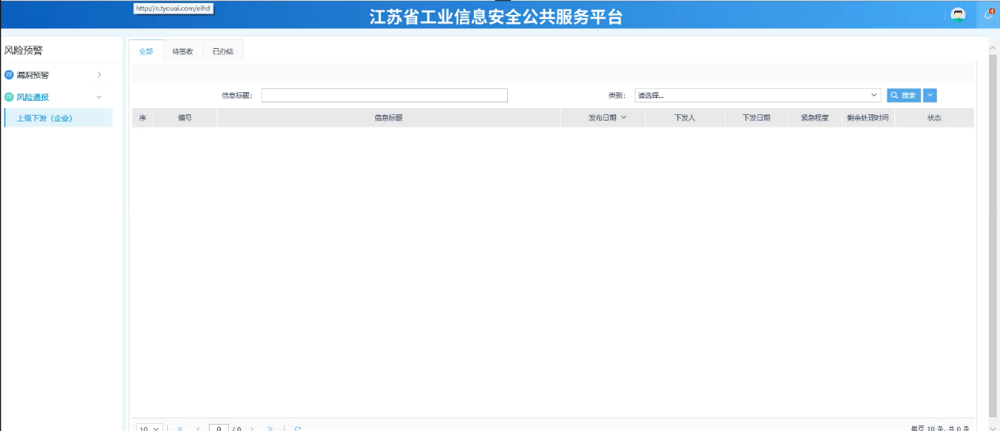 http://n.tyouai.com/elhd
江苏省工业信息安全公共服务平台
4
风险预警
漏洞预警
风险通报
上级下发（企业）
全部 待签收 已办结
信息标题： 类别： 请选择... 搜索
序 编号 信息标题 发布日期 下发人 下发日期 紧急程度 剩余处理时间 状态
10 0 / 0 每页 10 条, 共 0 条